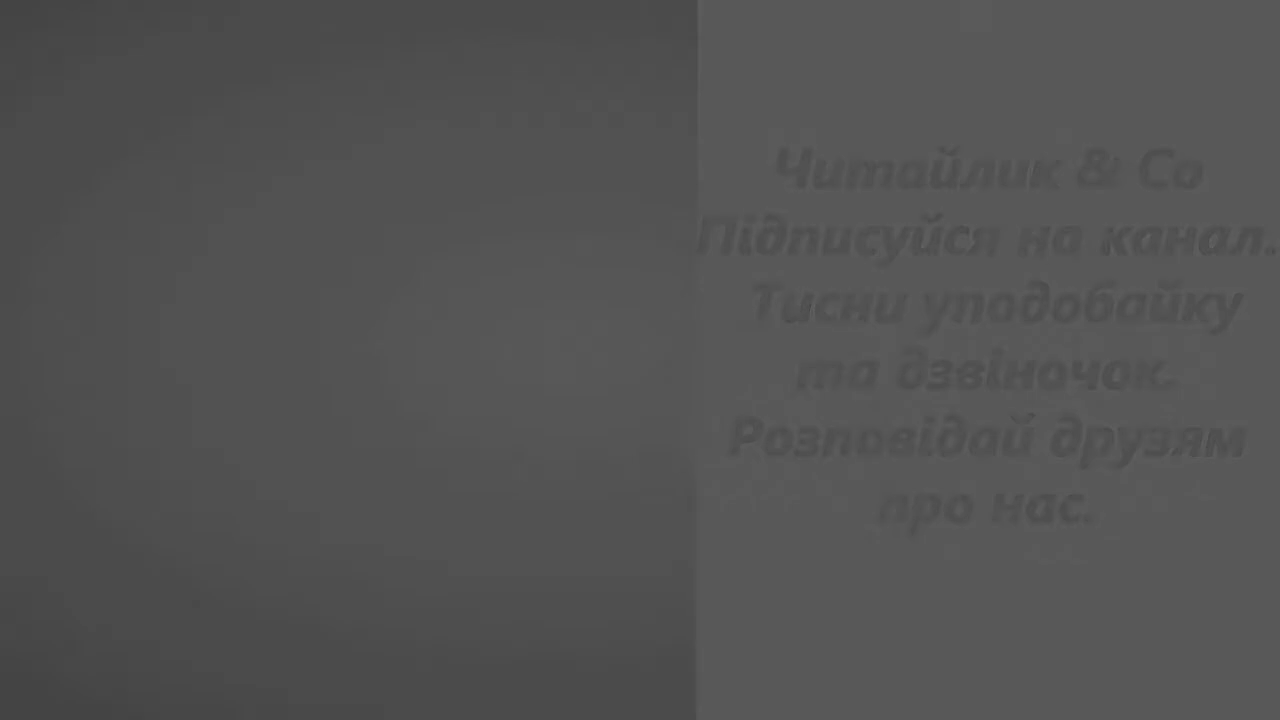 Читайлик & Co
Підписуйся на канал.
Тисни уподобайку
та дзвіночок.
Розповідай друзям
про нас.